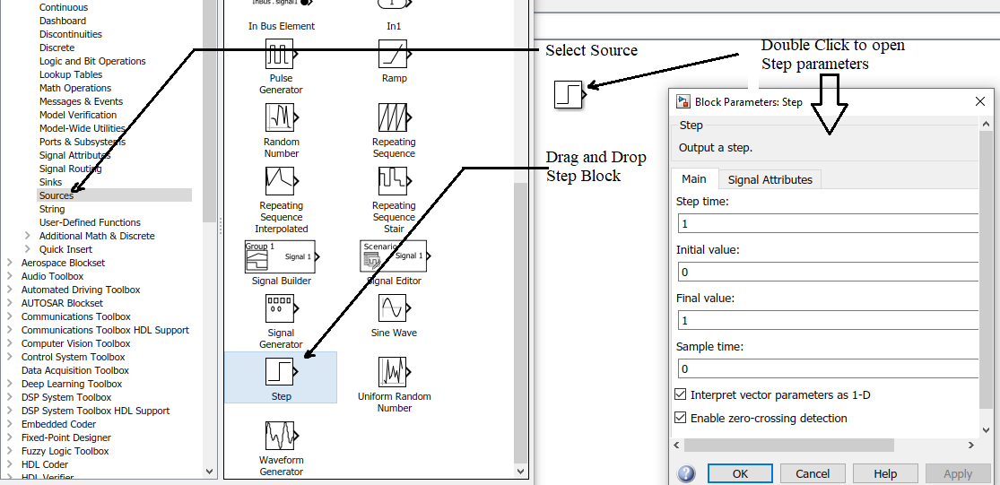 Continuous
Dashboard
Discontinuities
Discrete
Logic and Bit Operations
Lookup Tables
Math Operations
Messages & Events
Model Verification
Model-Wide Utilities
Ports & Subsystems
Signal Attributes
Signal Routing
Sinks
Sources
String
User-Defined Functions
Additional Math & Discrete
Quick Insert
Aerospace Blockset
Audio Toolbox
Automated Driving Toolbox
AUTOSAR Blockset
Communications Toolbox
Communications Toolbox HDL Support
Computer Vision Toolbox
Control System Toolbox
Data Acquisition Toolbox
Deep Learning Toolbox
DSP System Toolbox
DSP System Toolbox HDL Support
Embedded Coder
Fixed-Point Designer
Fuzzy Logic Toolbox
HDL Coder
HDL Verifier
InBus.signal1
1
In Bus Element
In1
Pulse
Generator
Ramp
Random
Number
Repeating
Sequence
Repeating
Sequence
Interpolated
Repeating
Sequence
Stair
Group 1
Signal 1
Signal Builder
Scenario
Signal 1
Signal Editor
Signal
Generator
Sine Wave
Step
Uniform Random
Number
Waveform
Generator
Select Source
Drag and Drop
Step Block
Double Click to open
Step parameters
Block Parameters: Step
Step
Output a step.
Main
Signal Attributes
Step time:
1
Initial value:
0
Final value:
1
Sample time:
0
Interpret vector parameters as 1-D
Enable zero-crossing detection
?
OK
Cancel
Help
Apply